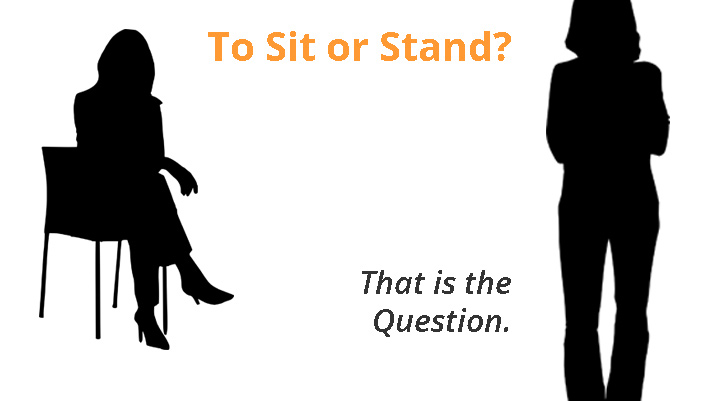 To Sit or Stand?
That is the
Question.